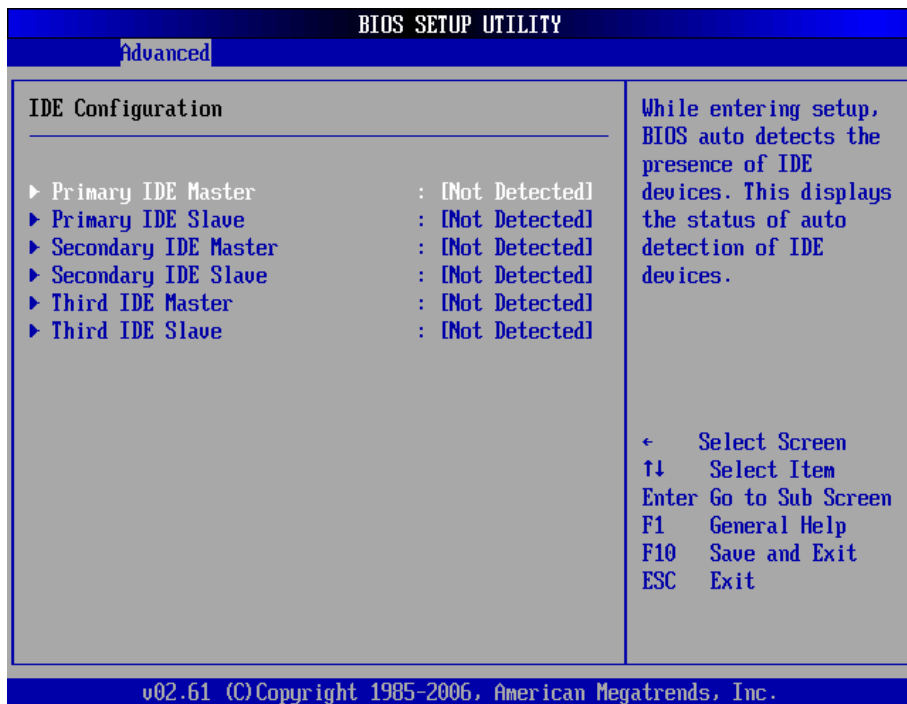 BIOS SETUP UTILITY
Advanced
IDE Configuration
▶ Primary IDE Master : [Not Detected]
▶ Primary IDE Slave : [Not Detected]
▶ Secondary IDE Master : [Not Detected]
▶ Secondary IDE Slave : [Not Detected]
▶ Third IDE Master : [Not Detected]
▶ Third IDE Slave : [Not Detected]
While entering setup,
BIOS auto detects the
presence of IDE
devices. This displays
the status of auto
detection of IDE
devices.
← Select Screen
↑↓ Select Item
Enter Go to Sub Screen
F1 General Help
F10 Save and Exit
ESC Exit
v02.61 (C)Copyright 1985-2006, American Megatrends, Inc.